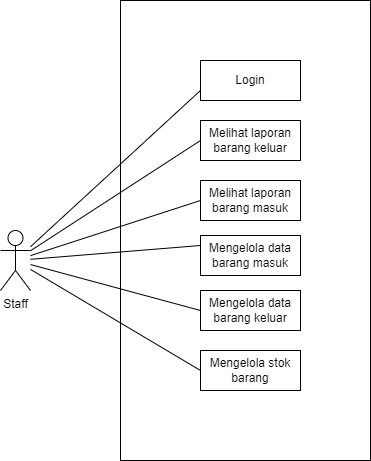 Login
Melihat laporan
barang keluar
Melihat laporan
barang masuk
Mengelola data
barang masuk
Mengelola data
barang keluar
Mengelola stok
barang
Staff